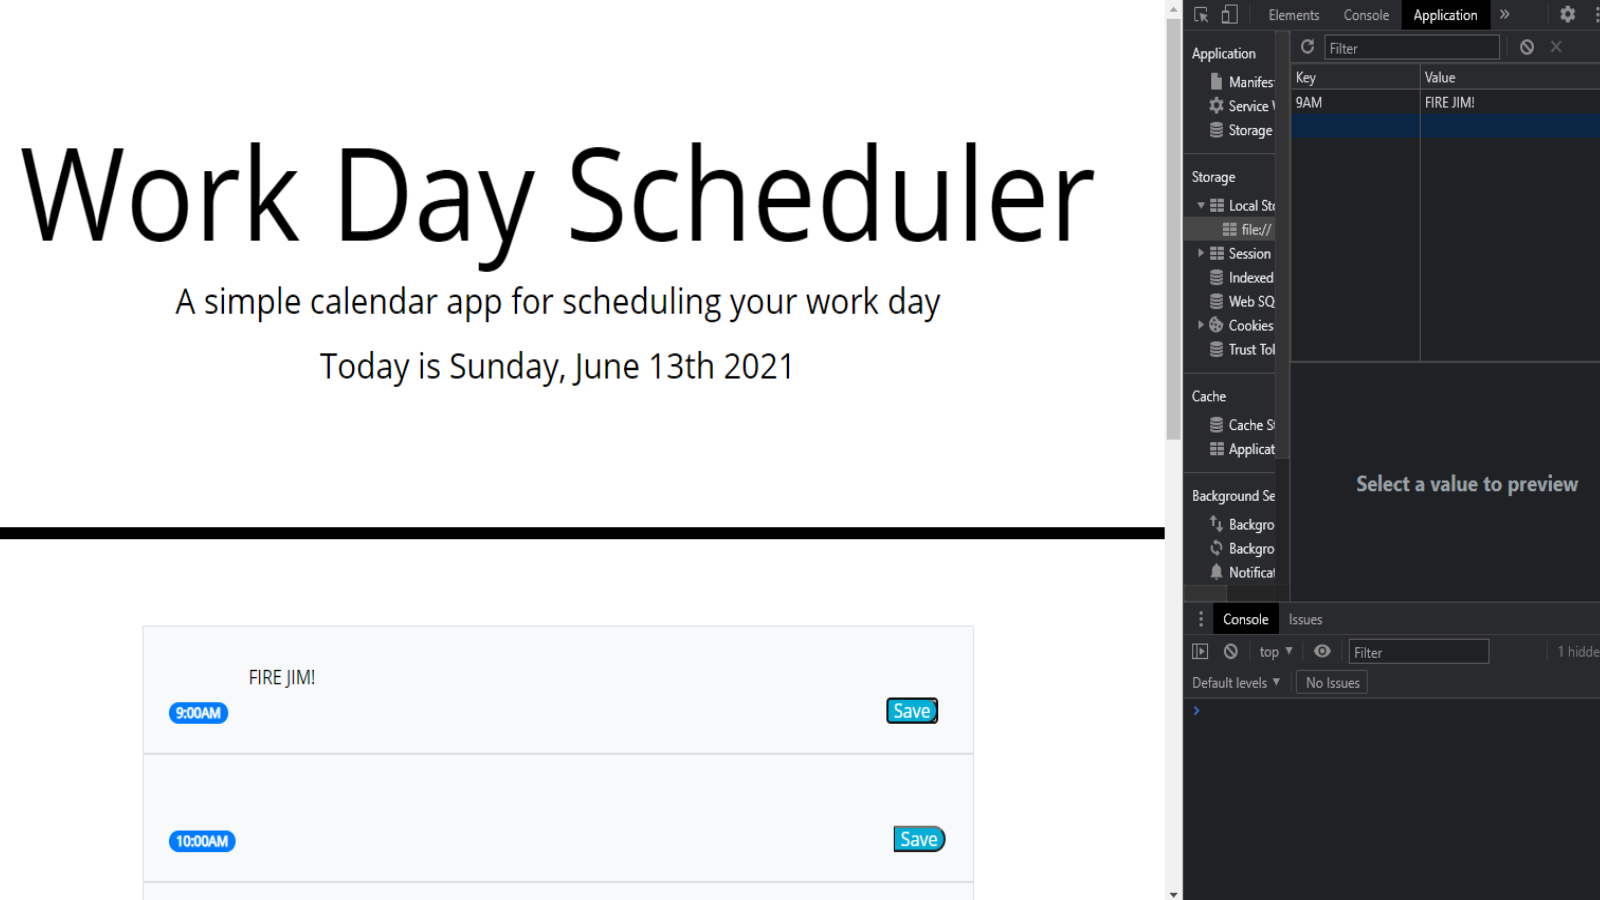 Work Day Scheduler
A simple calendar app for scheduling your work day
Today is Sunday, June 13th 2021
FIRE JIM!
9:00AM
Save
10:00AM
Save
Elements Console Application »
Application
Manifes
Service
Storage
Storage
Local Sto
file://
Session
Indexed
Web SQ
Cookies
Trust Tol
Cache
Cache St
Applicat
Background Se
Backgro
Backgro
Notificat
Filter
Key Value
9AM FIRE JIM!
Select a value to preview
Console Issues
top Filter 1 hidde
Default levels No Issues